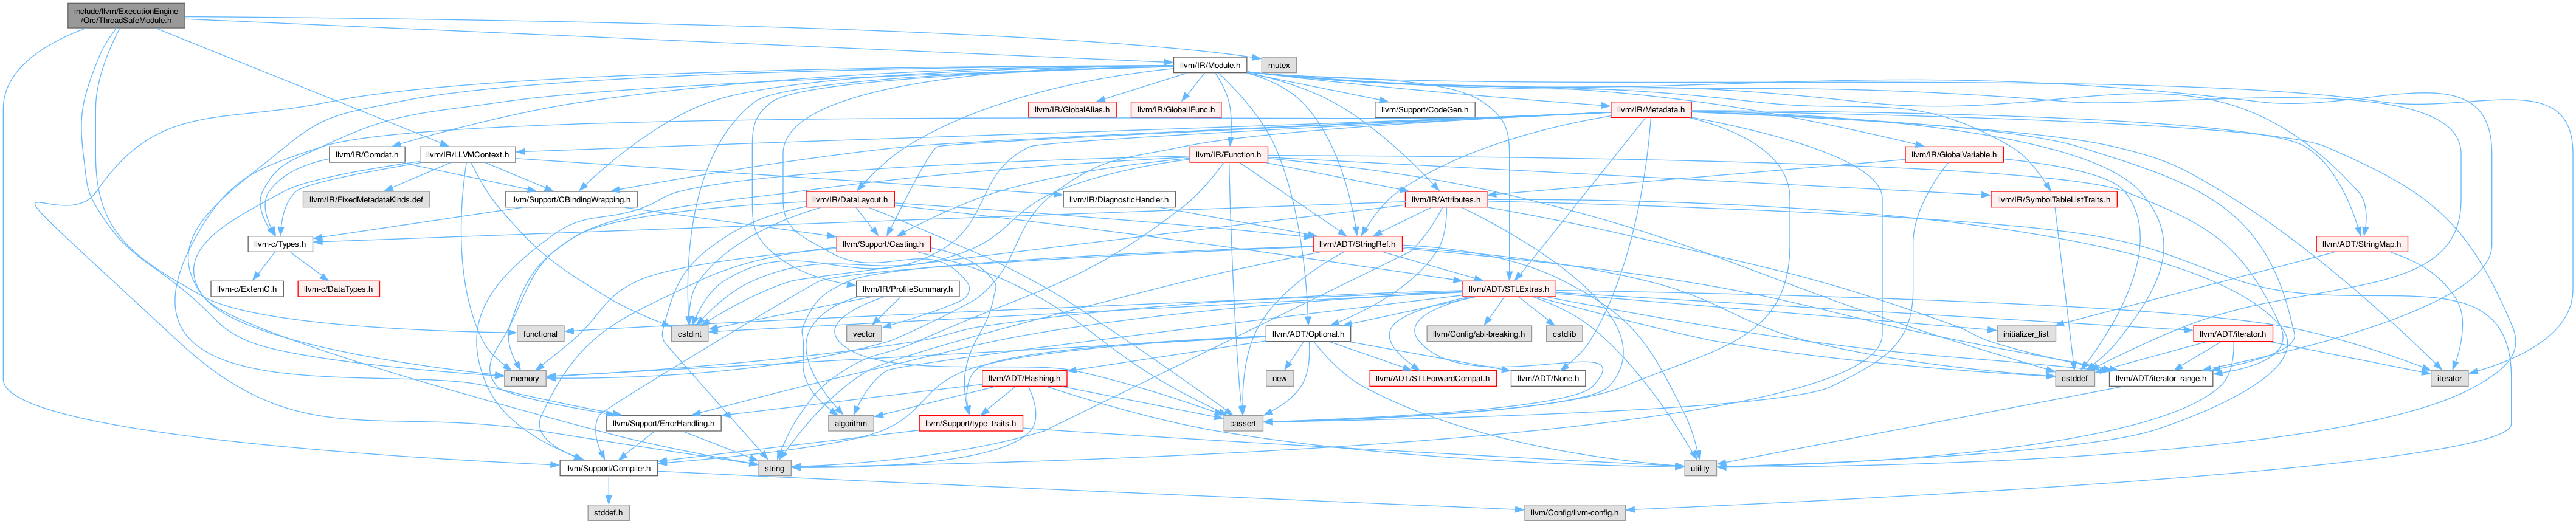 include/llvm/ExecutionEngine
/Orc/ThreadSafeModule.h
llvm/IR/Module.h
mutex
llvm/IR/GlobalAlias.h
llvm/IR/GlobalIFunc.h
llvm/Support/CodeGen.h
llvm/IR/Metadata.h
llvm/IR/Comdat.h
llvm/IR/LLVMContext.h
llvm/IR/Function.h
llvm/IR/GlobalVariable.h
llvm/IR/FixedMetadataKinds.def
llvm/Support/CBindingWrapping.h
llvm/IR/DataLayout.h
llvm/IR/DiagnosticHandler.h
llvm/IR/Attributes.h
llvm/IR/SymbolTableListTraits.h
llvm-c/Types.h
llvm/Support/Casting.h
llvm/ADT/StringRef.h
llvm/ADT/StringMap.h
llvm-c/ExternC.h
llvm-c/DataTypes.h
llvm/IR/ProfileSummary.h
llvm/ADT/STLExtras.h
functional
cstdint
vector
llvm/ADT/Optional.h
llvm/Config/abi-breaking.h
cstdlib
initializer_list
llvm/ADT/iterator.h
memory
llvm/ADT/Hashing.h
new
llvm/ADT/STLForwardCompat.h
llvm/ADT/None.h
cstddef
llvm/ADT/iterator_range.h
iterator
llvm/Support/ErrorHandling.h
algorithm
llvm/Support/type_traits.h
cassert
llvm/Support/Compiler.h
string
utility
stddef.h
llvm/Config/llvm-config.h